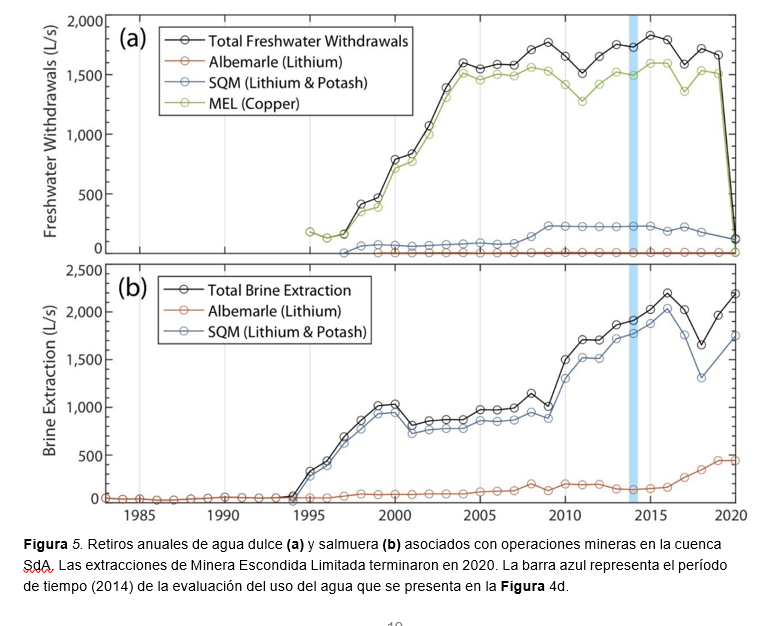 2,000
(a)
Total Freshwater Withdrawals
Albemarle (Lithium)
SQM (Lithium & Potash)
MEL (Copper)
1,500
1,000
500
0
Freshwater Withdrawals (L/s)
2,500
(b)
Total Brine Extraction
Albemarle (Lithium)
SQM (Lithium & Potash)
2,000
1,500
1,000
500
0
Brine Extraction (L/s)
1985 1990 1995 2000 2005 2010 2015 2020
Figura 5. Retiros anuales de agua dulce (a) y salmuera (b) asociados con operaciones mineras en la cuenca
SdA. Las extracciones de Minera Escondida Limitada terminaron en 2020. La barra azul representa el período
de tiempo (2014) de la evaluación del uso del agua que se presenta en la Figura 4d.